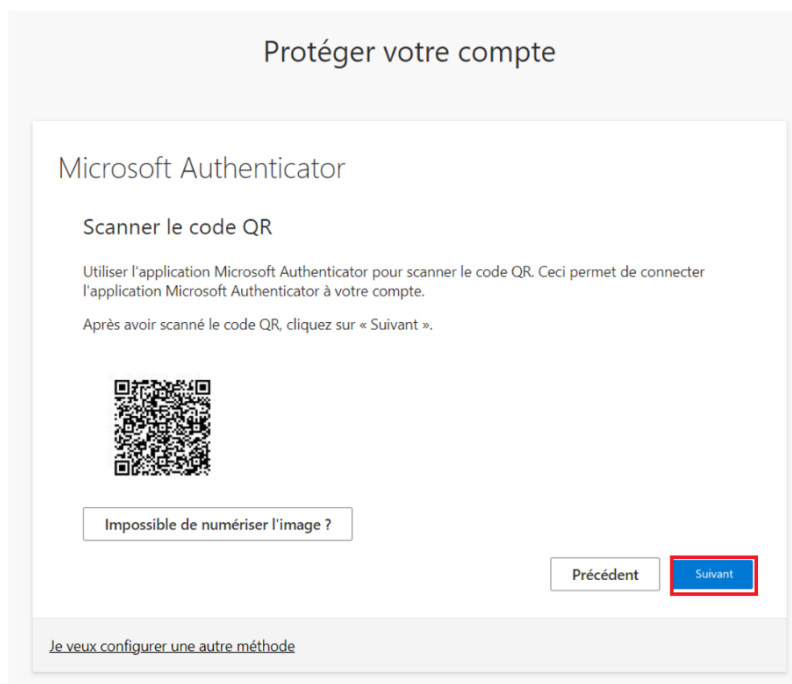 Protéger votre compte
Microsoft Authenticator
Scanner le code QR
Utiliser l'application Microsoft Authenticator pour scanner le code QR. Ceci permet de connecter
l'application Microsoft Authenticator à votre compte.
Après avoir scanné le code QR, cliquez sur « Suivant ».
Impossible de numériser l'image ?
Précédent
Suivant
Je veux configurer une autre méthode